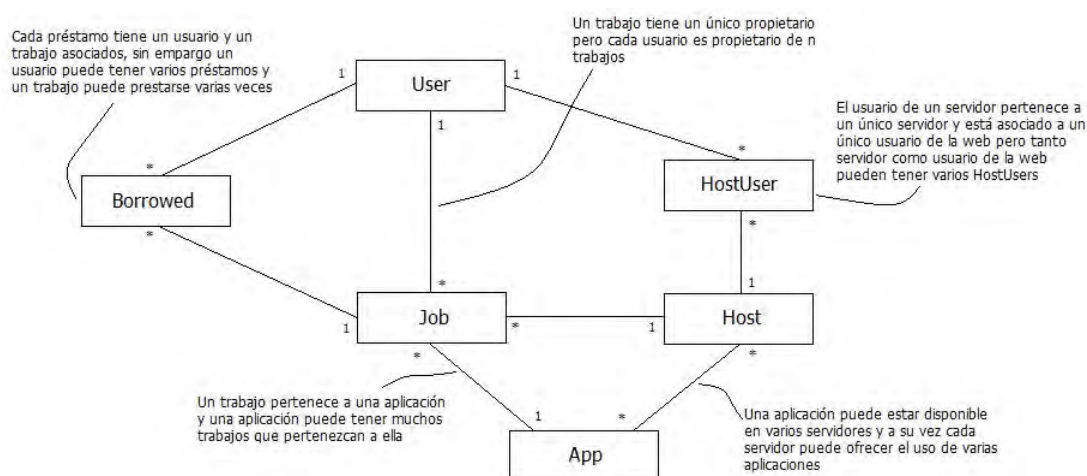 Cada préstamo tiene un usuario y un
trabajo asociados, sin empargo un
usuario puede tener varios préstamos y
un trabajo puede prestarse varias veces
Un trabajo tiene un único propietario
pero cada usuario es propietario de n
trabajos
1
User
1
1
El usuario de un servidor pertenece a
un único servidor y está asociado a un
único usuario de la web pero tanto
servidor como usuario de la web
pueden tener varios HostUsers
*
*
Borrowed
HostUser
*
*
*
1
1
Job
*
1
Host
*
*
Un trabajo pertenece a una aplicación
y una aplicación puede tener muchos
trabajos que pertenezcan a ella
1
*
App
Una aplicación puede estar disponible
en varios servidores y a su vez cada
servidor puede ofrecer el uso de varias
aplicaciones